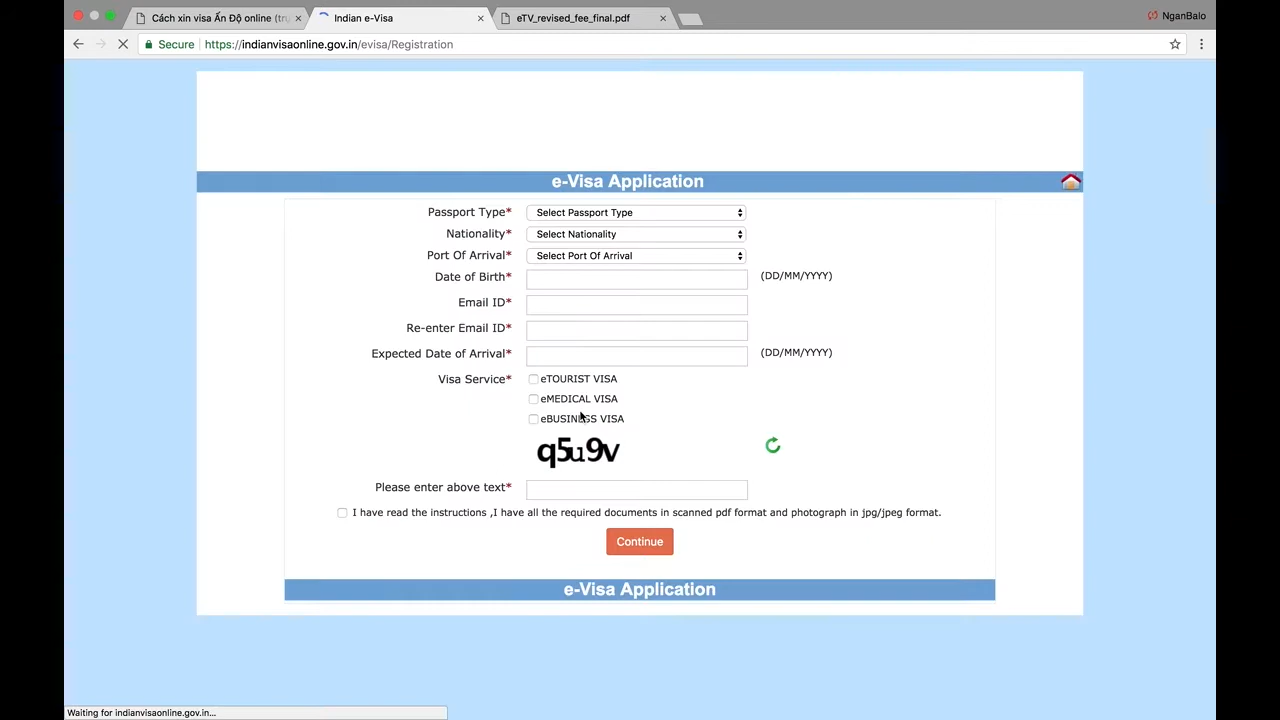 Cách xin visa Ấn Độ online (trự
Indian e-Visa
eTV_revised_fee_final.pdf
NganBalo
Secure
https://indianvisaonline.gov.in/evisa/Registration
e-Visa Application
Passport Type* Select Passport Type
Nationality* Select Nationality
Port Of Arrival* Select Port Of Arrival
Date of Birth* (DD/MM/YYYY)
Email ID*
Re-enter Email ID*
Expected Date of Arrival* (DD/MM/YYYY)
Visa Service* eTOURIST VISA
eMEDICAL VISA
eBUSINESS VISA
q5u9v
Please enter above text*
I have read the instructions ,I have all the required documents in scanned pdf format and photograph in jpg/jpeg format.
Continue
e-Visa Application
Waiting for indianvisaonline.gov.in...